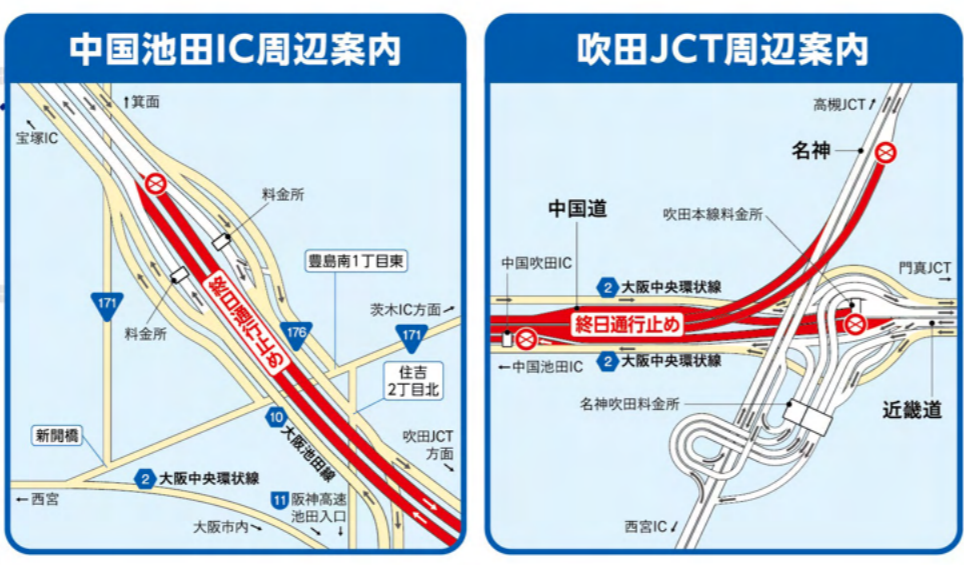 中国池田IC周辺案内
↑箕面
宝塚IC
料金所
豊島南1丁目東
171
茨木IC方面
料金所
終日通行止め
176
171
住吉
2丁目北
10
大阪池田線
新開橋
吹田JCT
方面
2 大阪中央環状線
←西宮
11 阪神高速
池田入口
大阪市内
吹田JCT周辺案内
高槻JCT
名神
中国道
吹田本線料金所
中国吹田IC
門真JCT
2 大阪中央環状線
終日通行止め
2 大阪中央環状線
←中国池田IC
名神吹田料金所
近畿道
西宮IC